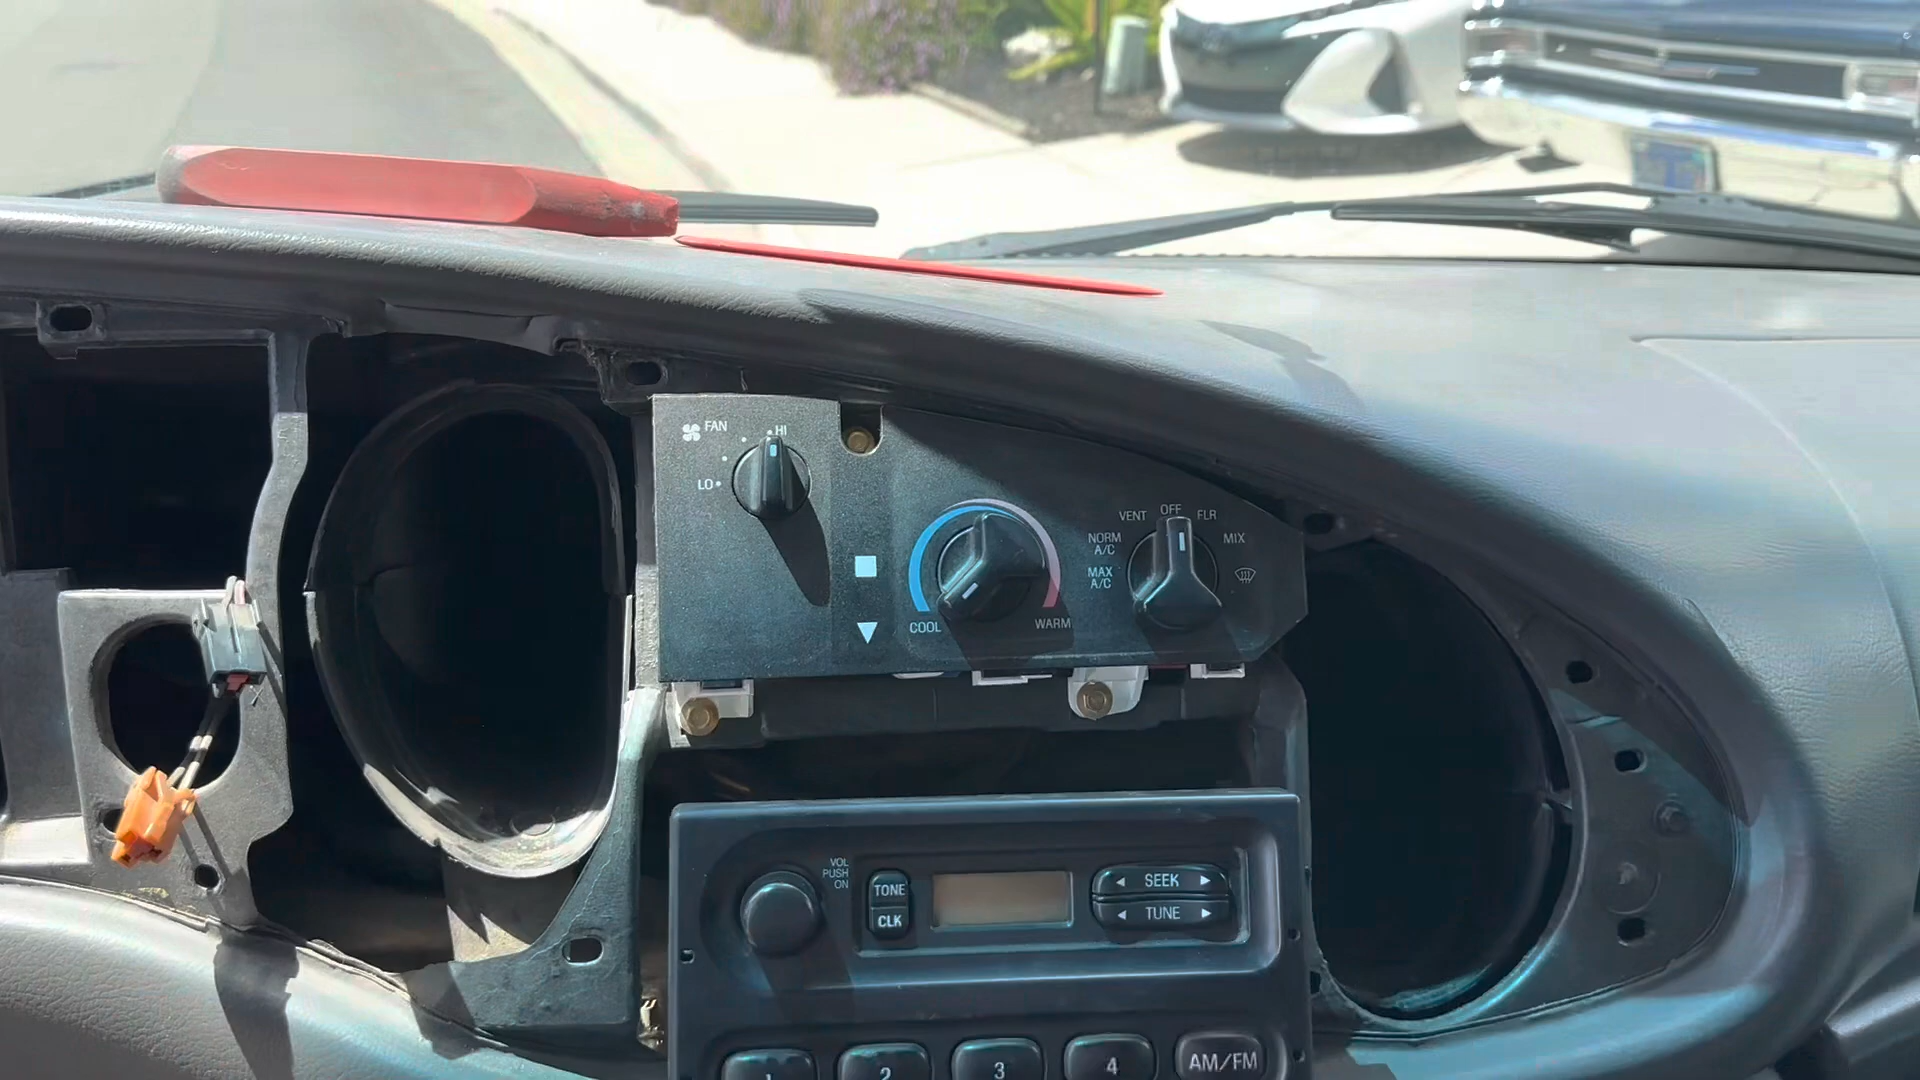 FAN
HI
LO
COOL
WARM
VENT
OFF
FLR
NORM
A/C
MIX
MAX
A/C
VOL
PUSH
ON
TONE
CLK
SEEK
TUNE
1
2
3
4
AM/FM